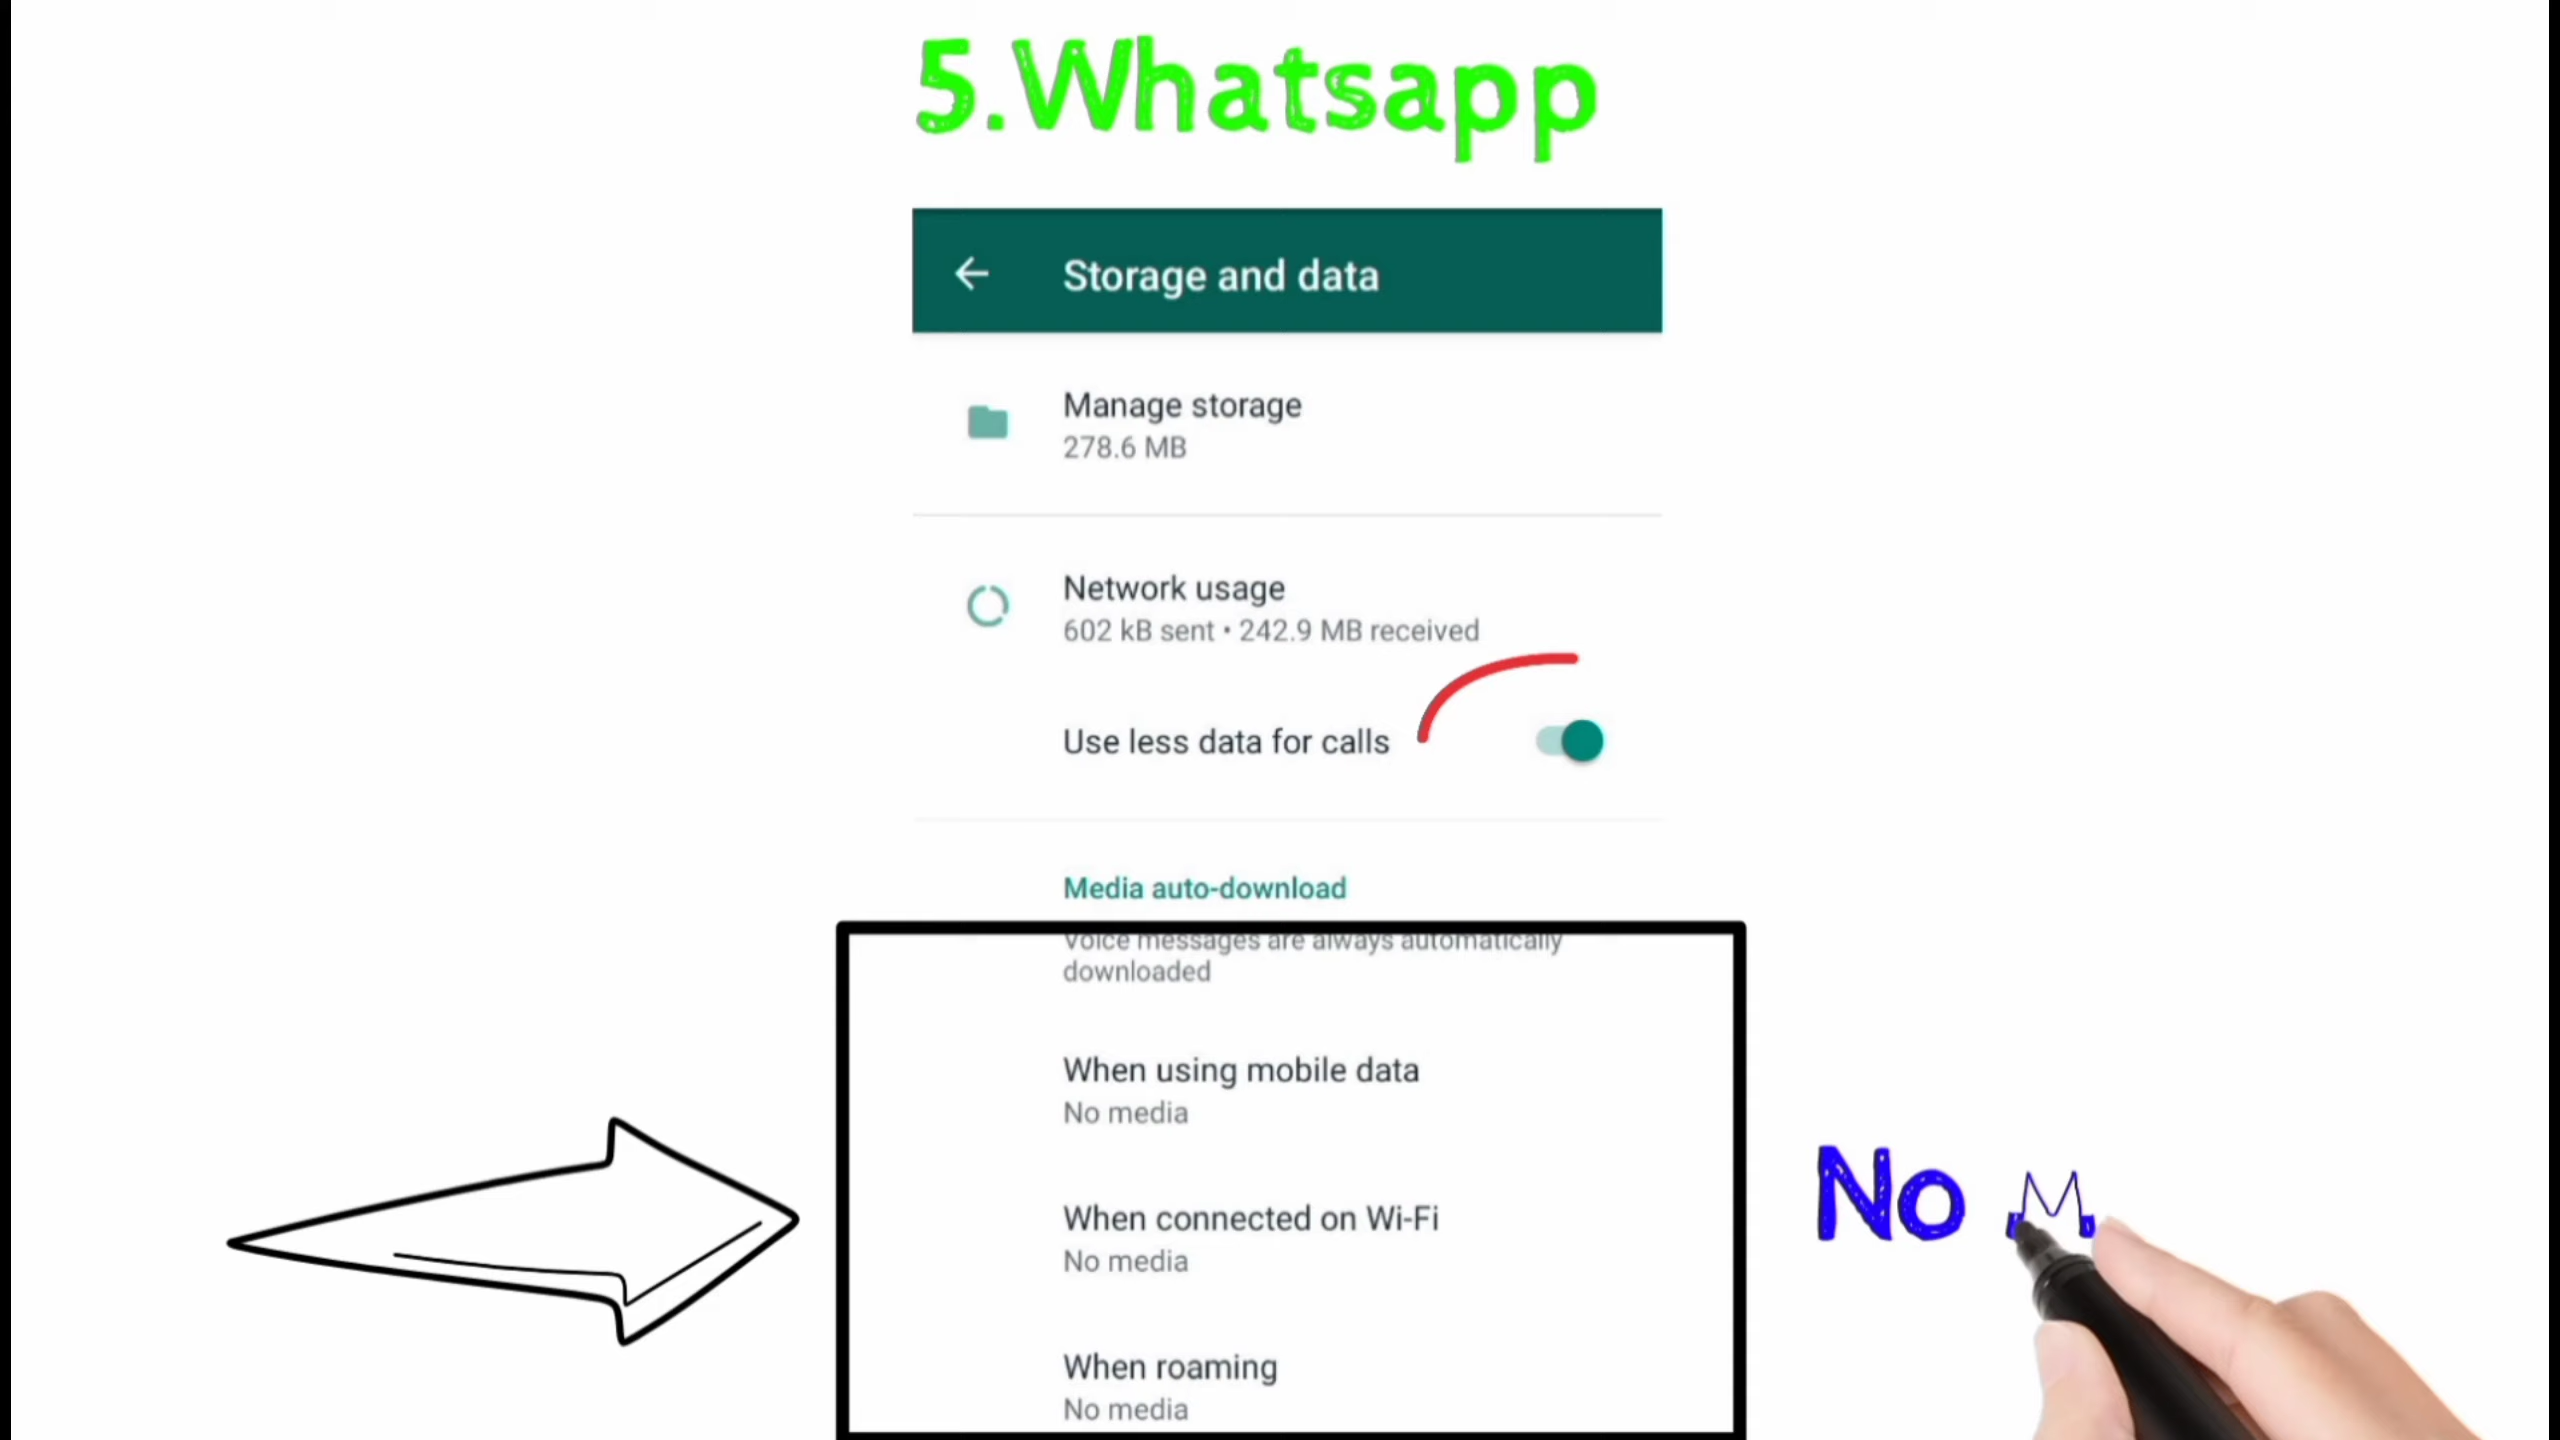 5.Whatsapp
Storage and data
Manage storage
278.6 MB
Network usage
602 kB sent • 242.9 MB received
Use less data for calls
Media auto-download
Voice messages are always automatically
downloaded
When using mobile data
No media
When connected on Wi-Fi
No media
No M
When roaming
No media